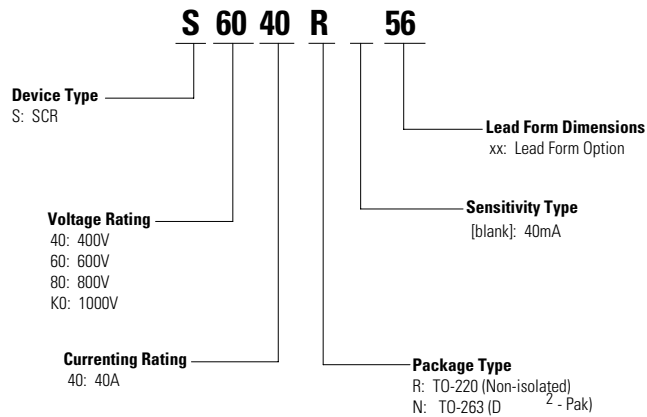 S 60 40 R 56
Device Type
S: SCR
Lead Form Dimensions
xx: Lead Form Option
Voltage Rating
40: 400V
60: 600V
80: 800V
K0: 1000V
Sensitivity Type
[blank]: 40mA
Currenting Rating
40: 40A
Package Type
R: TO-220 (Non-isolated)
N: TO-263 (D 2 - Pak)